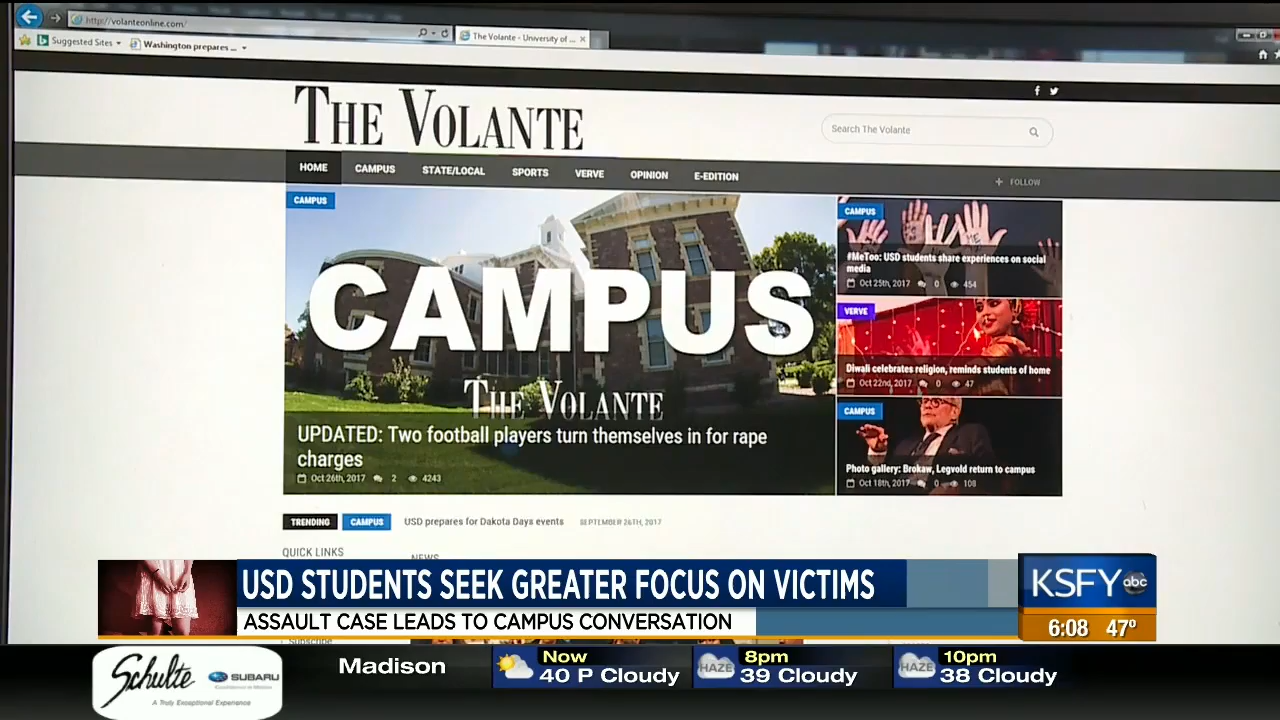 http://volanteonline.com/
The Volante - University of ...
Suggested Sites
Washington prepares ...
THE VOLANTE
Search The Volante
HOME
CAMPUS
STATE/LOCAL
SPORTS
VERVE
OPINION
E-EDITION
+ FOLLOW
CAMPUS
CAMPUS
THE VOLANTE
UPDATED: Two football players turn themselves in for rape
charges
Oct 26th, 2017 2 4243
CAMPUS
#MeToo: USD students share experiences on social
media
Oct 25th, 2017 0 454
VERVE
Diwali celebrates religion, reminds students of home
Oct 22nd, 2017 0 47
CAMPUS
Photo gallery: Brokaw, Legvold return to campus
Oct 18th, 2017 0 108
TRENDING
CAMPUS
USD prepares for Dakota Days events
SEPTEMBER 26TH, 2017
QUICK LINKS
NEWS
Subscribe
USD STUDENTS SEEK GREATER FOCUS ON VICTIMS
ASSAULT CASE LEADS TO CAMPUS CONVERSATION
KSFY abc
6:08 47°
Schulte
SUBARU
A Truly Exceptional Experience
Madison
Now
40 P Cloudy
HAZE
8pm
39 Cloudy
HAZE
10pm
38 Cloudy